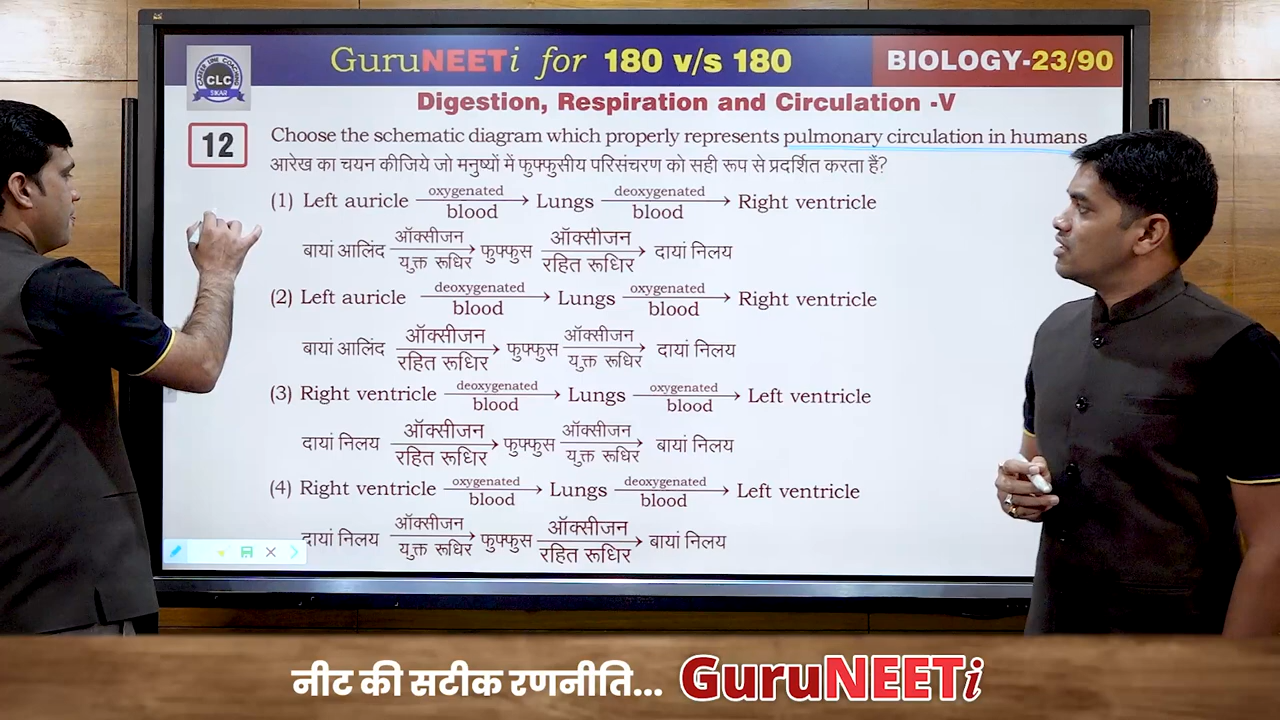 GuruNEETi for 180 v/s 180
BIOLOGY-23/90
CAREER LINE COACHING
CLC
SIKAR
Digestion, Respiration and Circulation -V
12
Choose the schematic diagram which properly represents pulmonary circulation in humans
आरेख का चयन कीजिये जो मनुष्यों में फुफ्फुसीय परिसंचरण को सही रूप से प्रदर्शित करता हैं?
(1) Left auricle oxygenated blood → Lungs deoxygenated blood → Right ventricle
बायां आलिंद ऑक्सीजन युक्त रूधिर → फुफ्फुस ऑक्सीजन रहित रूधिर → दायां निलय
(2) Left auricle deoxygenated blood → Lungs oxygenated blood → Right ventricle
बायां आलिंद ऑक्सीजन रहित रूधिर → फुफ्फुस ऑक्सीजन युक्त रूधिर → दायां निलय
(3) Right ventricle deoxygenated blood → Lungs oxygenated blood → Left ventricle
दायां निलय ऑक्सीजन रहित रूधिर → फुफ्फुस ऑक्सीजन युक्त रूधिर → बायां निलय
(4) Right ventricle oxygenated blood → Lungs deoxygenated blood → Left ventricle
दायां निलय ऑक्सीजन युक्त रूधिर → फुफ्फुस ऑक्सीजन रहित रूधिर → बायां निलय
नीट की सटीक रणनीति... GuruNEETi